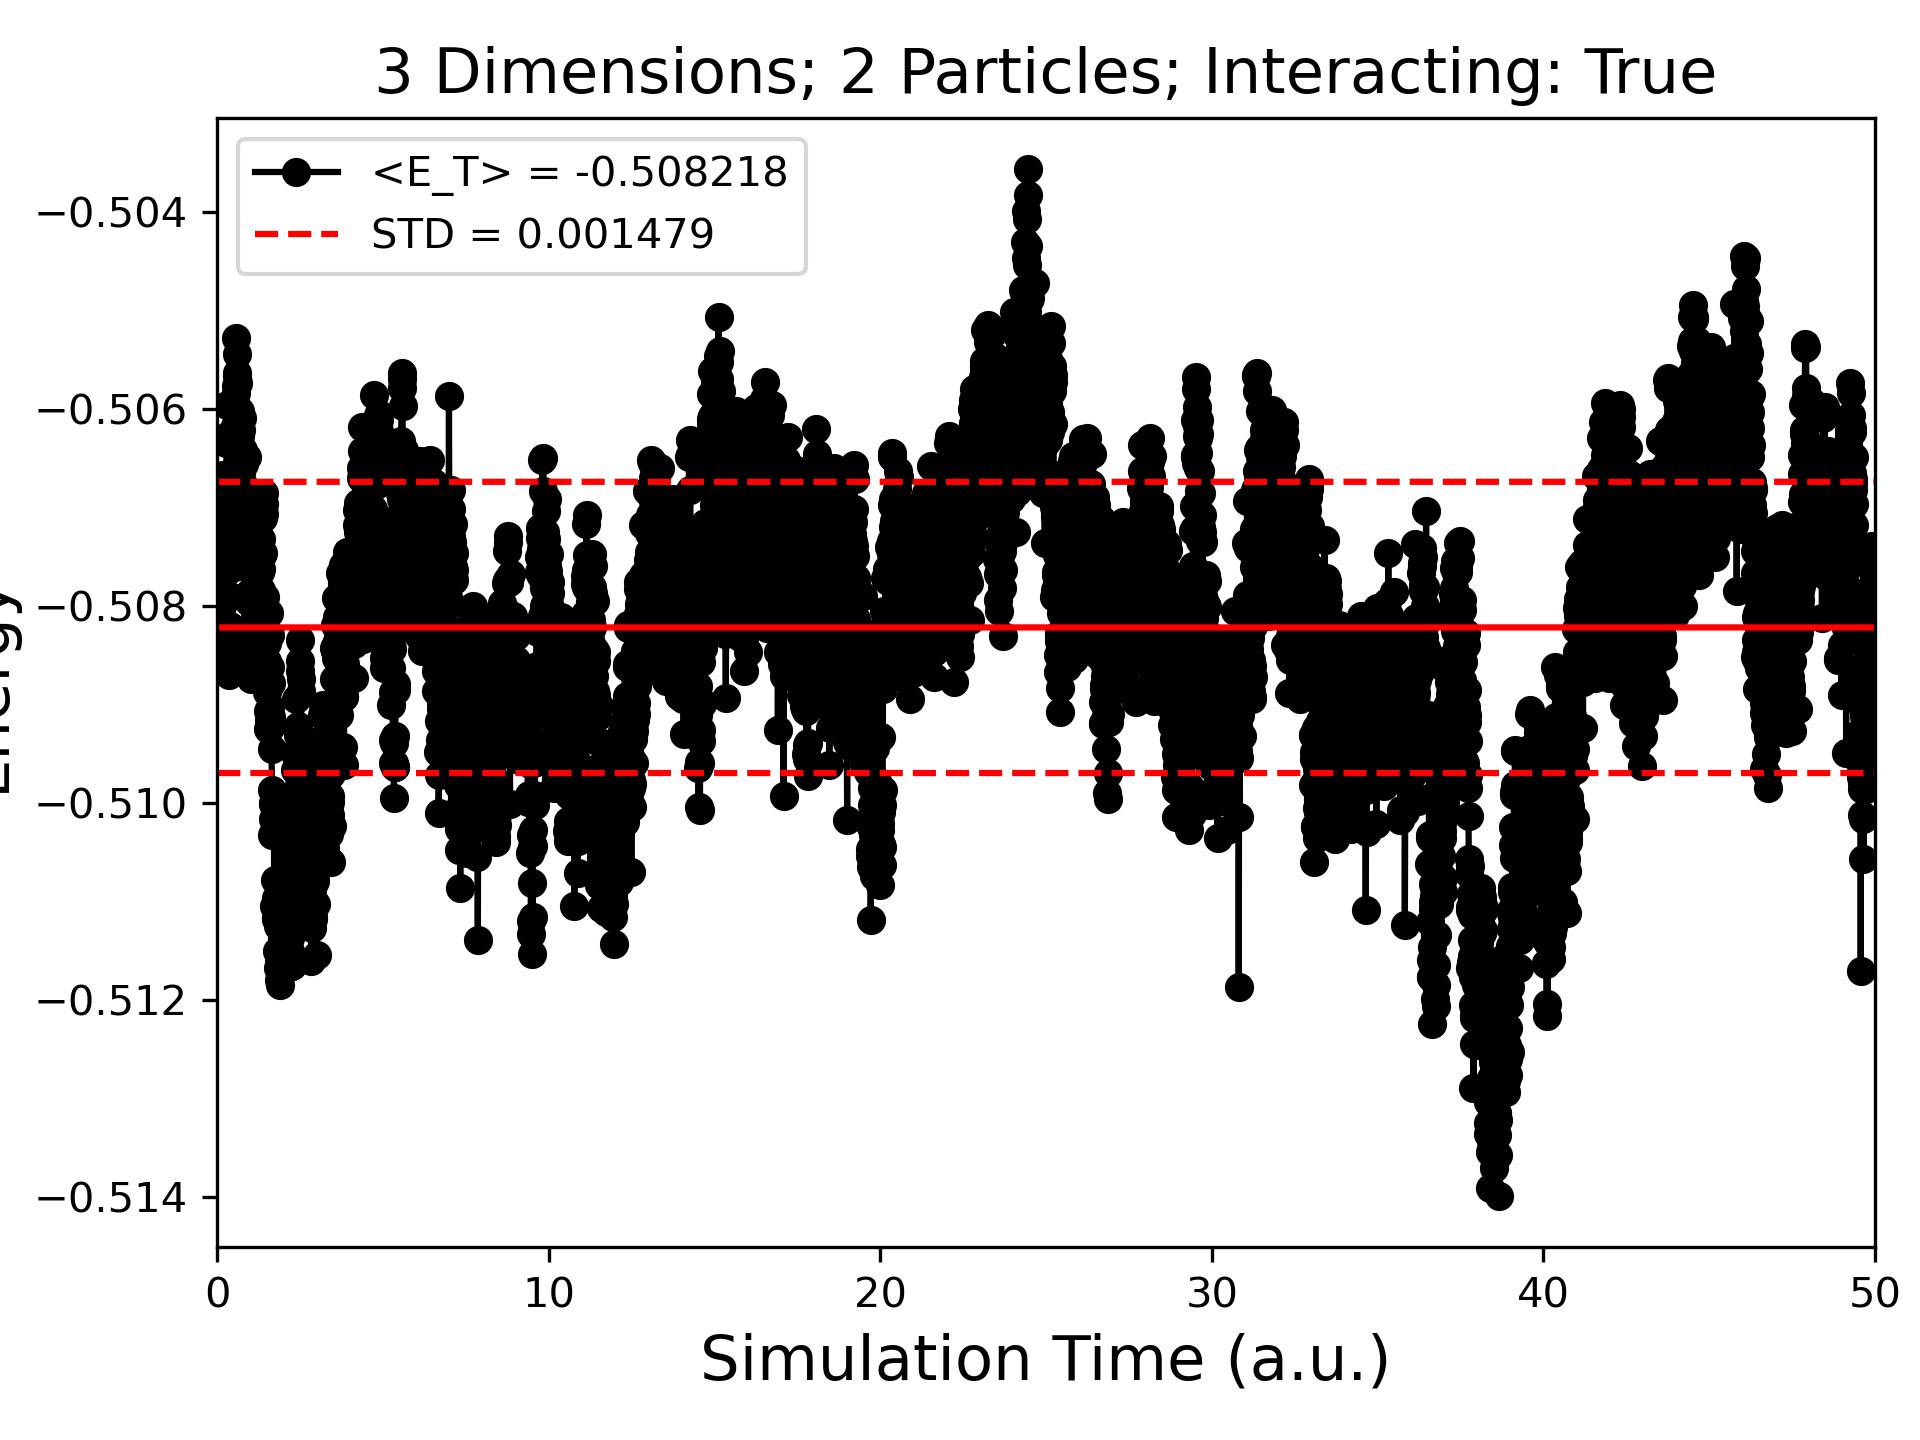 3 Dimensions; 2 Particles; Interacting: True
<E_T> = -0.508218
STD = 0.001479
−0.504
−0.506
−0.508
−0.510
−0.512
−0.514
0 10 20 30 40 50
Simulation Time (a.u.)